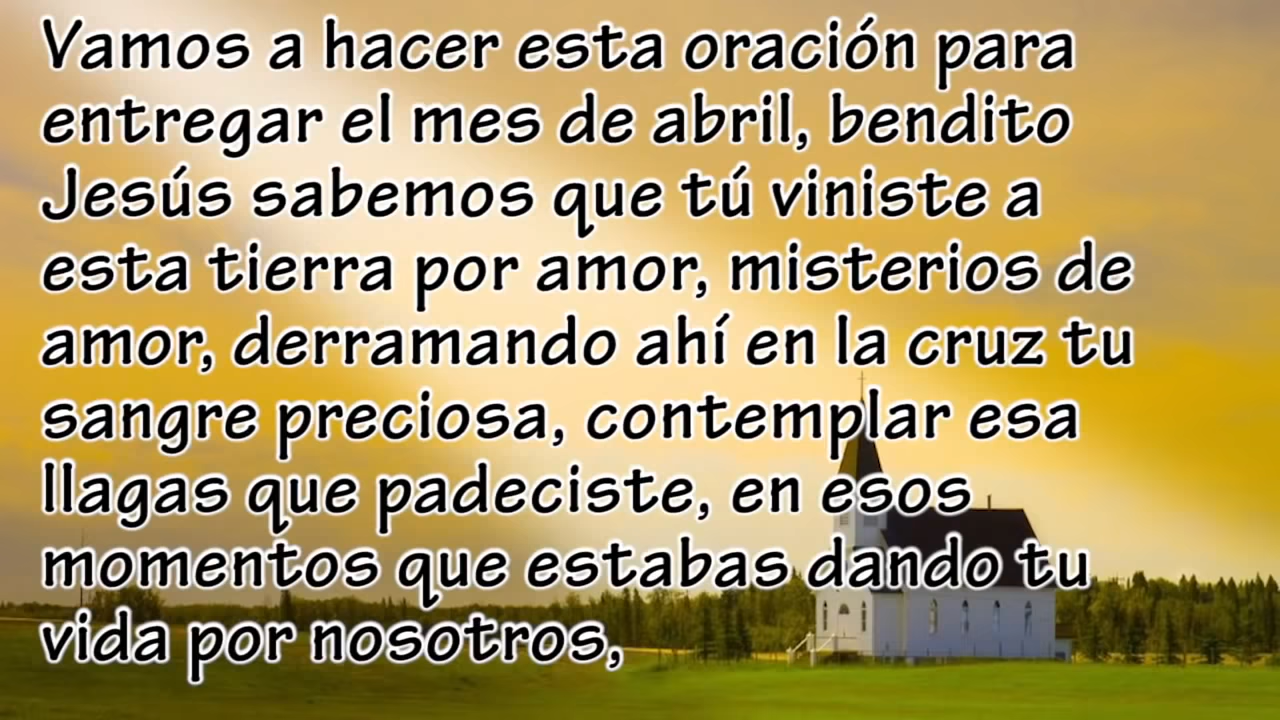 Vamos a hacer esta oración para
entregar el mes de abril, bendito
Jesús sabemos que tú viniste a
esta tierra por amor, misterios de
amor, derramando ahí en la cruz tu
sangre preciosa, contemplar esa
llagas que padeciste, en esos
momentos que estabas dando tu
vida por nosotros,